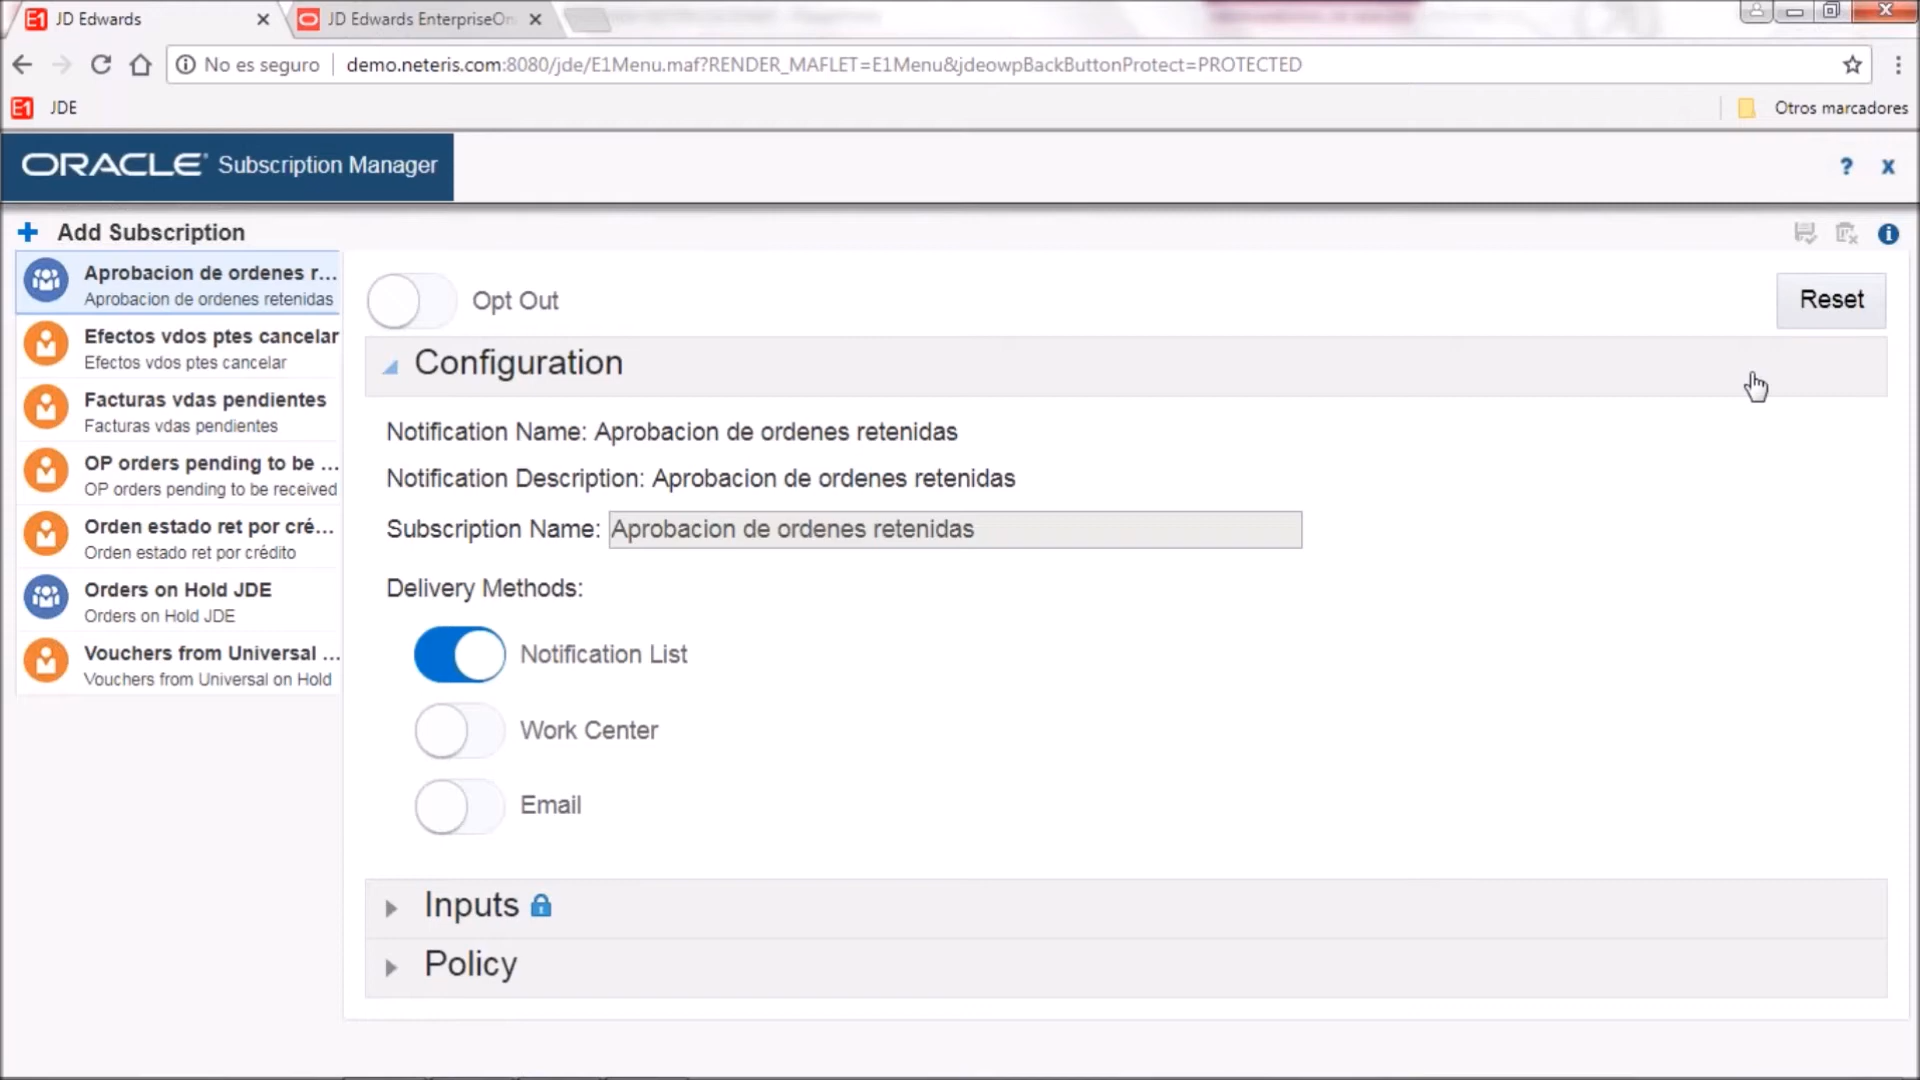 JD Edwards
JD Edwards EnterpriseOn
No es seguro
demo.neteris.com:8080/jde/E1Menu.maf?RENDER_MAFLET=E1Menu&jdeowpBackButtonProtect=PROTECTED
E1 JDE
Otros marcadores
ORACLE Subscription Manager
? x
Add Subscription
Aprobacion de ordenes r...
Aprobacion de ordenes retenidas
Efectos vdos ptes cancelar
Efectos vdos ptes cancelar
Facturas vdas pendientes
Facturas vdas pendientes
OP orders pending to be ...
OP orders pending to be received
Orden estado ret por cré...
Orden estado ret por crédito
Orders on Hold JDE
Orders on Hold JDE
Vouchers from Universal ...
Vouchers from Universal on Hold
Opt Out
Reset
Configuration
Notification Name: Aprobacion de ordenes retenidas
Notification Description: Aprobacion de ordenes retenidas
Subscription Name: Aprobacion de ordenes retenidas
Delivery Methods:
Notification List
Work Center
Email
Inputs
Policy